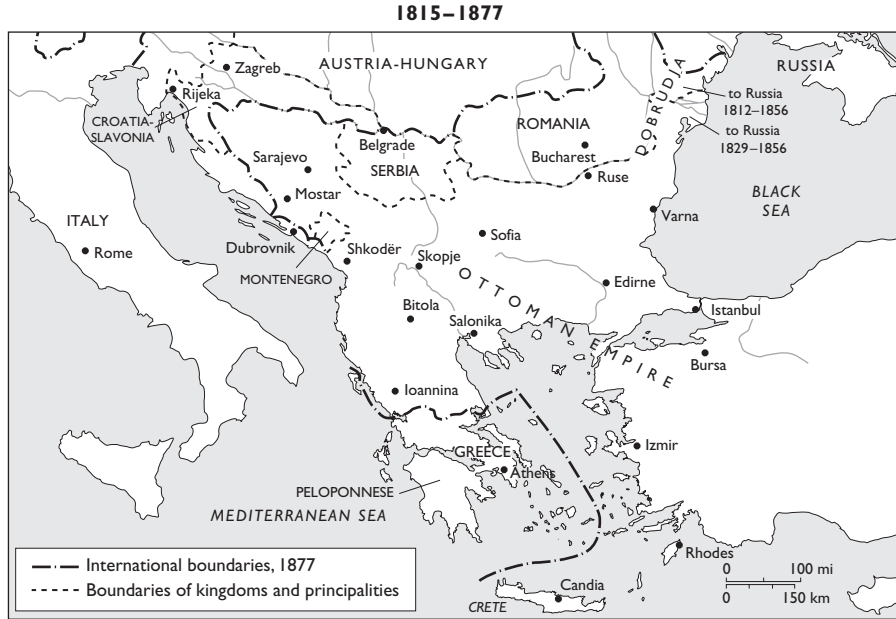 1815–1877
AUSTRIA-HUNGARY
RUSSIA
Zagreb
Rijeka
CROATIA-
SLAVONIA
DOBRUDJA
to Russia
1812–1856
to Russia
1829–1856
ROMANIA
Bucharest
Belgrade
SERBIA
Sarajevo
Mostar
Ruse
BLACK
SEA
ITALY
Rome
Varna
Sofia
Dubrovnik
MONTENEGRO
Shkodër
Skopje
OTTOMAN EMPIRE
Edirne
Istanbul
Bitola
Salonika
Bursa
Ioannina
GREECE
Athens
Izmir
PELOPONNESE
MEDITERRANEAN SEA
Rhodes
International boundaries, 1877
Boundaries of kingdoms and principalities
CRETE
Candia
0 100 mi
0 150 km